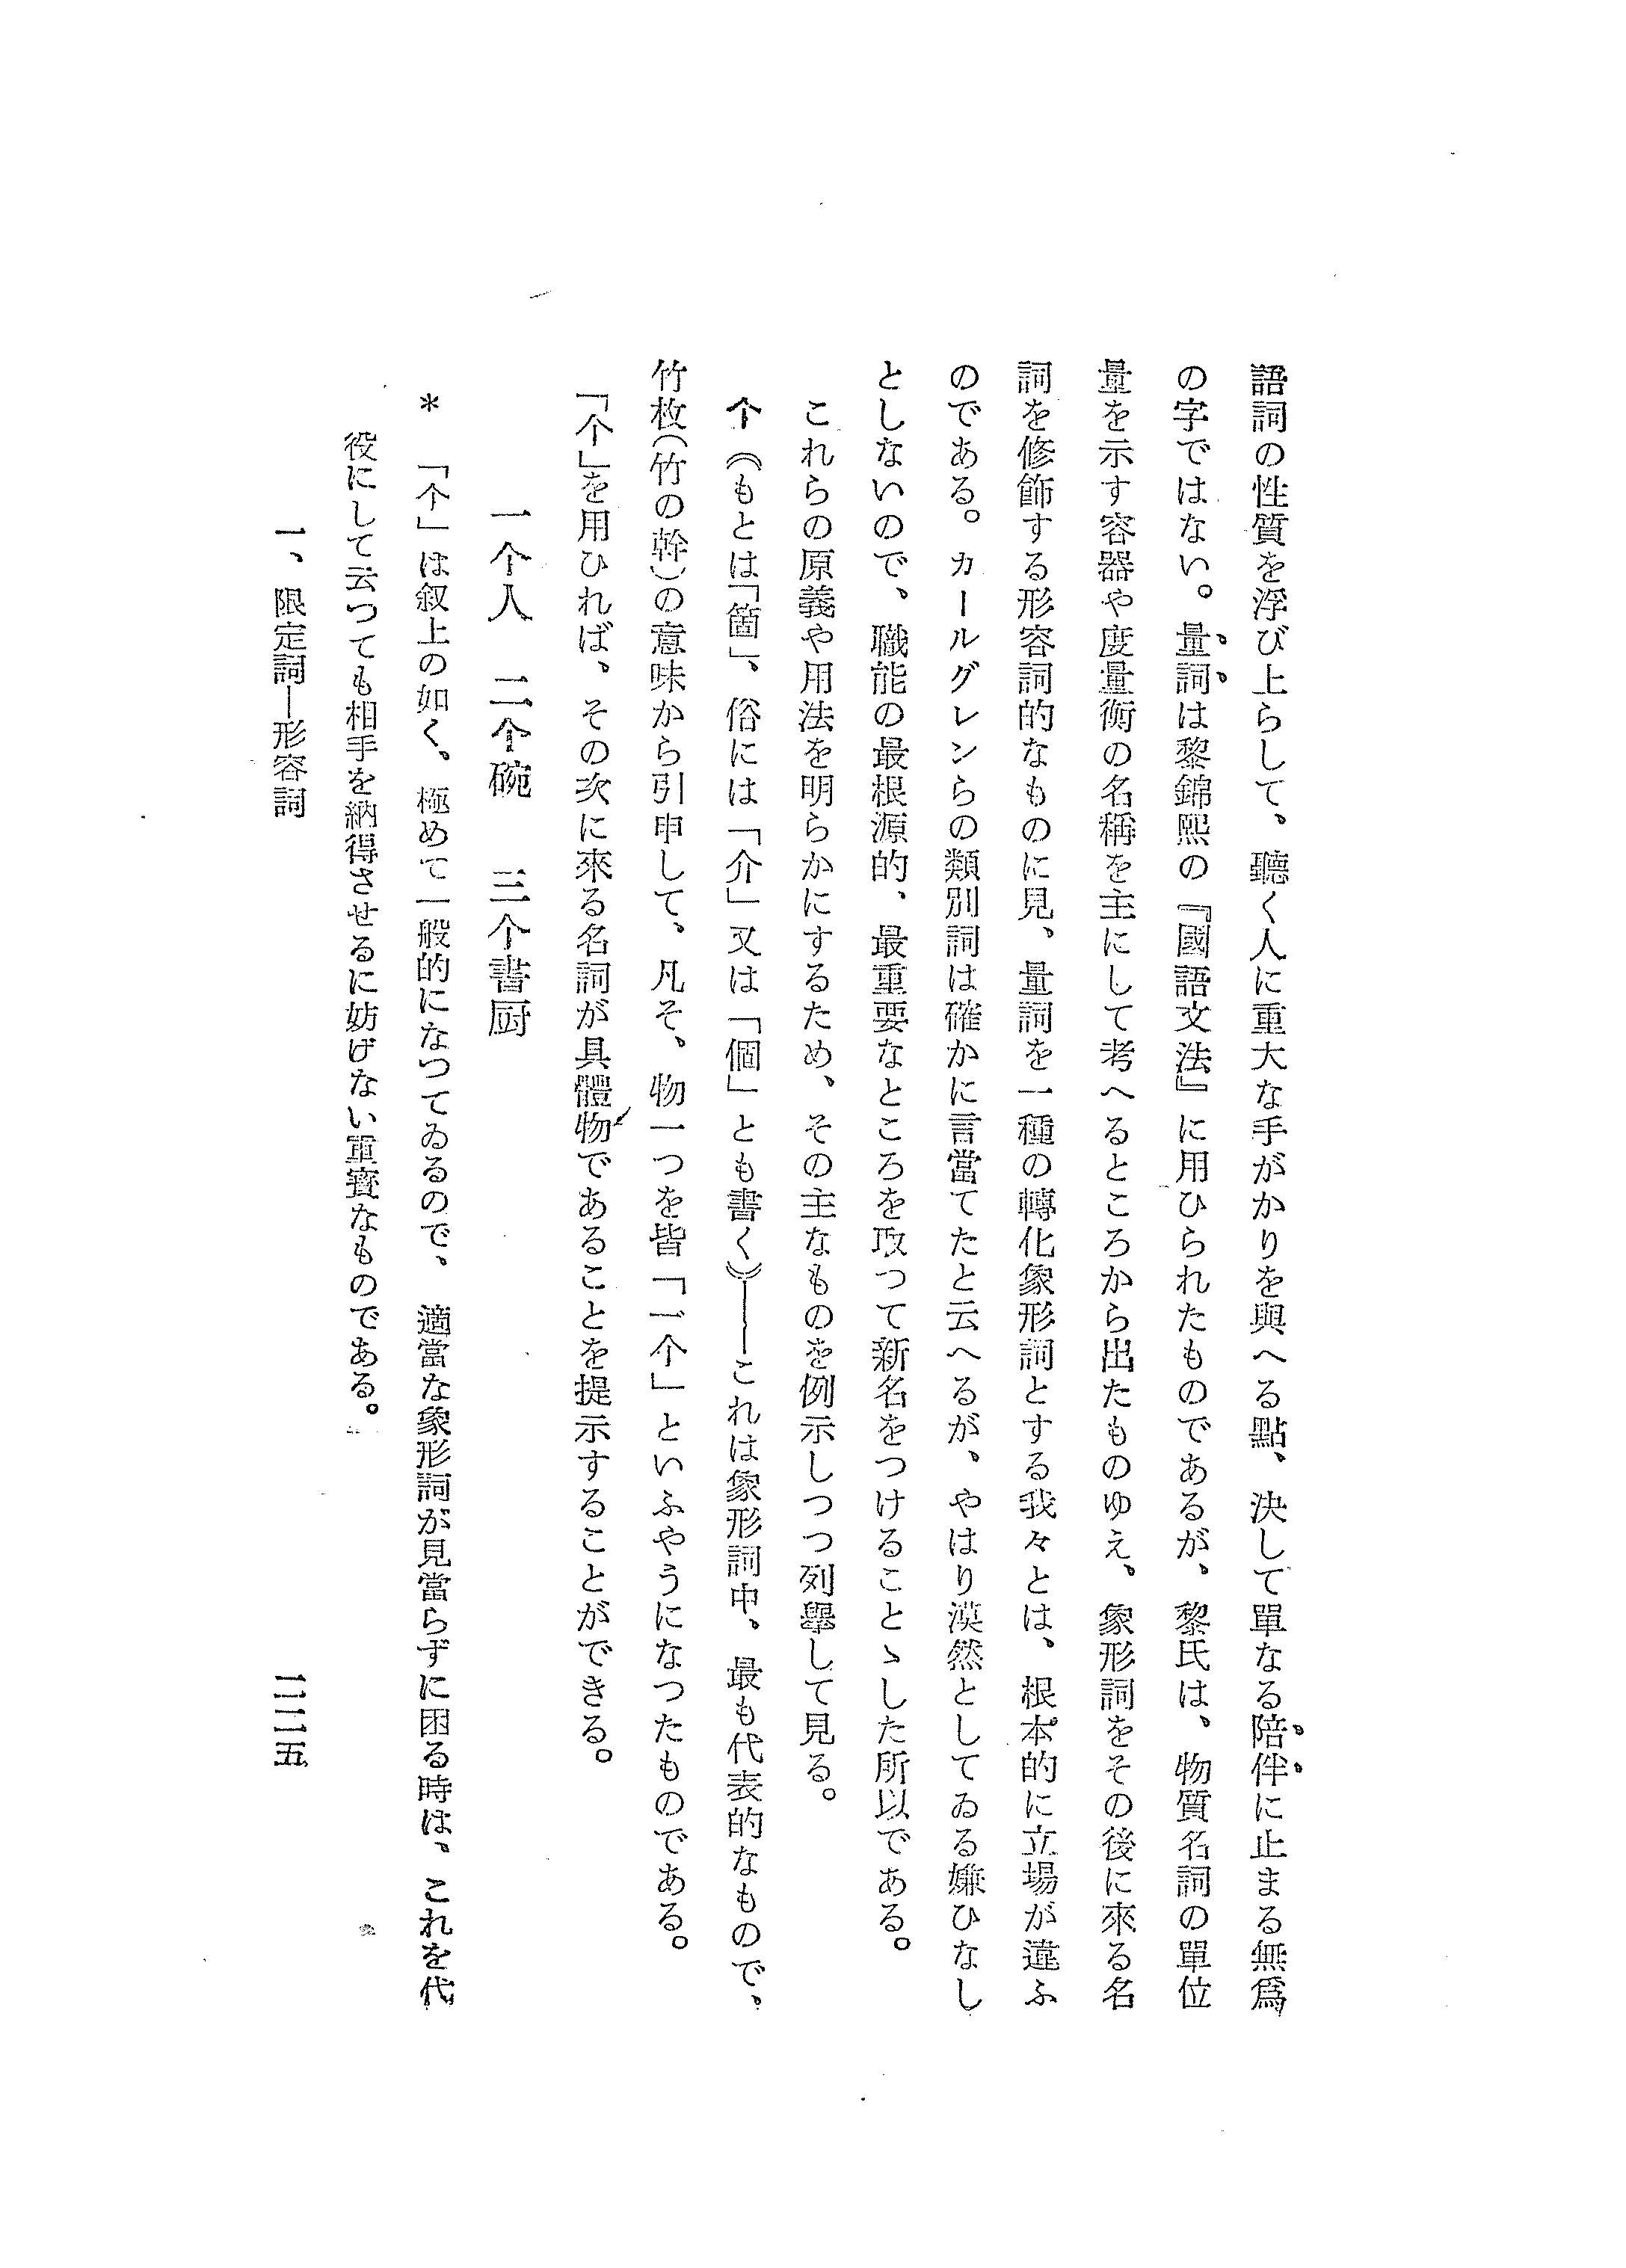 語詞の性質を浮び上らして、聽く人に重大な手がかりを與へる點、決して單なる陪伴に止まる無爲
の字ではない。量詞は黎錦熙の『國語文法』に用ひられたものであるが、黎氏は、物質名詞の單位
量を示す容器や度量衡の名稱を主にして考へるところから出たものゆえ、象形詞をその後に來る名
詞を修飾する形容詞的なものに見、量詞を一種の轉化象形詞とする我々とは、根本的に立場が違ふ
のである。カールグレンらの類別詞は確かに言當てたと云へるが、やはり漠然としてゐる嫌ひなし
としないので、職能の最根源的、最重要なところを取つて新名をつけることゝした所以である。
これらの原義や用法を明らかにするため、その主なものを例示しつつ列擧して見る。
个((もとは「箇」、俗には「介」又は「個」とも書く))——これは象形詞中、最も代表的なもので、
竹枚(竹の幹)の意味から引申して、凡そ、物一つを皆「一个」といふやうになつたものである。
「个」を用ひれば、その次に來る名詞が具體物であることを提示することができる。
一个人　二个碗　三个書厨
＊　「个」は叙上の如く、極めて一般的になつてゐるので、適當な象形詞が見當らずに困る時は、これを代
役にして云つても相手を納得させるに妨げない重寶なものである。
一、限定詞—形容詞
一二五